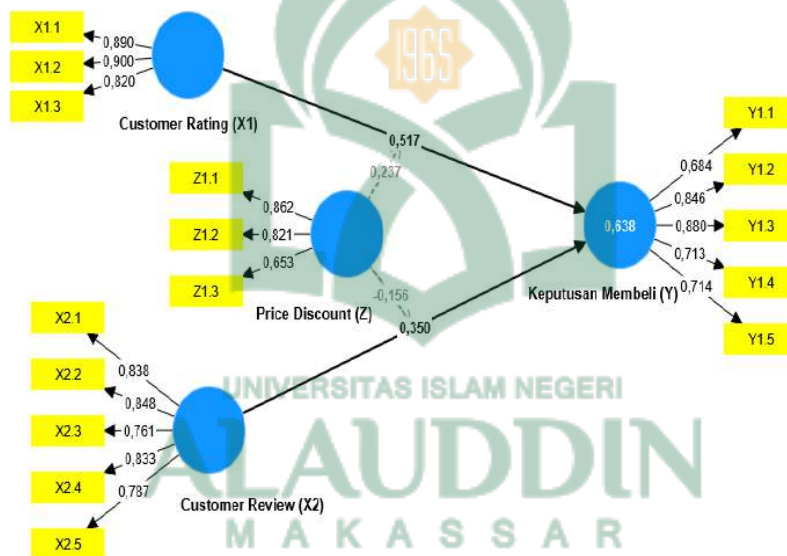 X1.1
0,890
X1.2
0,900
X1.3
0,820
Customer Rating (X1)
1965
0,517
0,237
Z1.1
0,862
Z1.2
0,821
Z1.3
0,653
Price Discount (Z)
-0,156
0,350
Y1.1
0,684
Y1.2
0,846
0,638
0,880
Y1.3
0,713
Y1.4
0,714
Y1.5
Keputusan Membeli (Y)
X2.1
0,838
X2.2
0,848
X2.3
0,761
X2.4
0,833
X2.5
0,787
Customer Review (X2)
UNIVERSITAS ISLAM NEGERI
ALAUDDIN
MAKASSAR